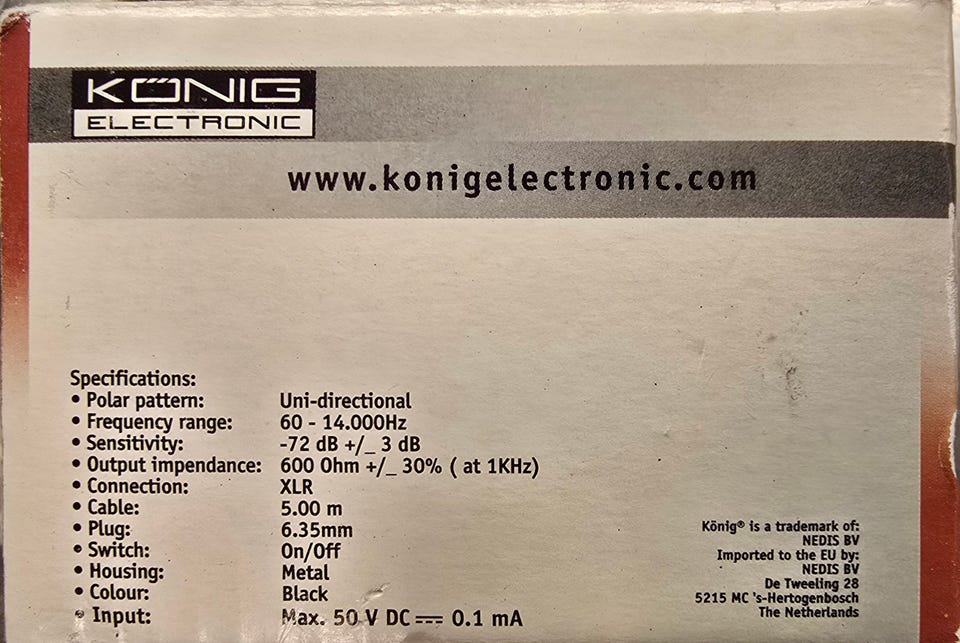 KÖNIG
ELECTRONIC
www.konigelectronic.com
Specifications:
• Polar pattern: Uni-directional
• Frequency range: 60 - 14.000Hz
• Sensitivity: -72 dB +/_ 3 dB
• Output impendance: 600 Ohm +/_ 30% ( at 1KHz)
• Connection: XLR
• Cable: 5.00 m
• Plug: 6.35mm
• Switch: On/Off
• Housing: Metal
• Colour: Black
• Input: Max. 50 V DC ⎓ 0.1 mA
König® is a trademark of:
NEDIS BV
Imported to the EU by:
NEDIS BV
De Tweeling 28
5215 MC 's-Hertogenbosch
The Netherlands